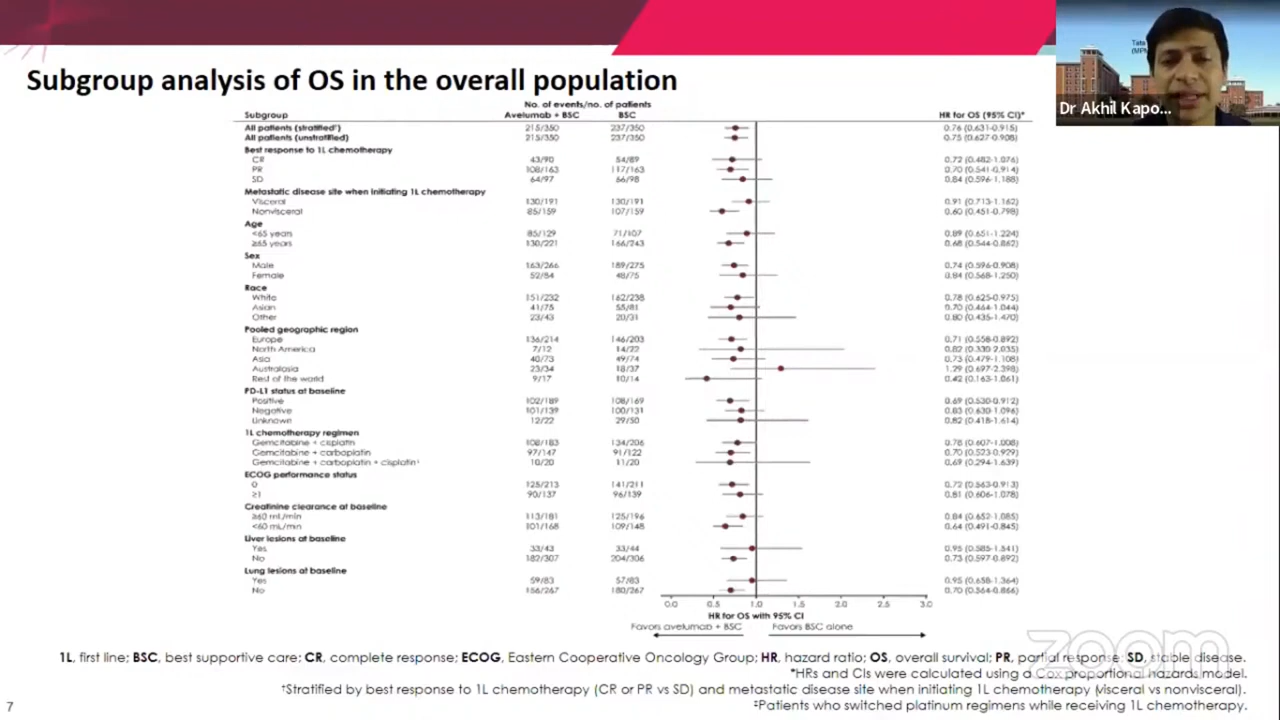 Tata
(MPM
Dr Akhil Kapo...
Subgroup analysis of OS in the overall population
No. of events/no. of patients
Subgroup Avelumab + BSC BSC HR for OS (95% CI)*
All patients (stratified†) 215/350 237/350 0.76 (0.631-0.915)
All patients (unstratified) 215/350 237/350 0.75 (0.627-0.908)
Best response to 1L chemotherapy
CR 43/90 54/89 0.72 (0.482-1.076)
PR 108/163 117/163 0.70 (0.541-0.914)
SD 64/97 66/98 0.84 (0.596-1.188)
Metastatic disease site when initiating 1L chemotherapy
Visceral 130/191 130/191 0.91 (0.713-1.162)
Nonvisceral 85/159 107/159 0.60 (0.451-0.798)
Age
<65 years 85/129 71/107 0.89 (0.651-1.224)
≥65 years 130/221 166/243 0.68 (0.544-0.862)
Sex
Male 163/266 189/275 0.74 (0.596-0.908)
Female 52/84 48/75 0.84 (0.568-1.250)
Race
White 151/232 162/238 0.78 (0.625-0.975)
Asian 41/75 55/81 0.70 (0.464-1.044)
Other 23/43 20/31 0.80 (0.435-1.470)
Pooled geographic region
Europe 136/214 146/203 0.71 (0.558-0.892)
North America 7/12 14/22 0.82 (0.330-2.035)
Asia 40/73 49/74 0.73 (0.479-1.108)
Australasia 23/34 18/37 1.29 (0.697-2.398)
Rest of the world 9/17 10/14 0.42 (0.163-1.061)
PD-L1 status at baseline
Positive 102/189 108/169 0.69 (0.530-0.912)
Negative 101/139 100/131 0.83 (0.630-1.096)
Unknown 12/22 29/50 0.82 (0.418-1.614)
1L chemotherapy regimen
Gemcitabine + cisplatin 108/183 134/206 0.78 (0.607-1.008)
Gemcitabine + carboplatin 97/147 91/122 0.70 (0.523-0.929)
Gemcitabine + carboplatin + cisplatin‡ 10/20 11/20 0.69 (0.294-1.639)
ECOG performance status
0 125/213 141/211 0.72 (0.563-0.913)
≥1 90/137 96/139 0.81 (0.606-1.078)
Creatinine clearance at baseline
≥60 mL/min 113/181 125/196 0.84 (0.652-1.085)
<60 mL/min 101/168 109/148 0.64 (0.491-0.845)
Liver lesions at baseline
Yes 33/43 33/44 0.95 (0.585-1.541)
No 182/307 204/306 0.73 (0.597-0.892)
Lung lesions at baseline
Yes 59/83 57/83 0.95 (0.658-1.364)
No 156/267 180/267 0.70 (0.564-0.866)
0.0 0.5 1.0 1.5 2.0 2.5 3.0
HR for OS with 95% CI
Favors avelumab + BSC Favors BSC alone
zoom
1L, first line; BSC, best supportive care; CR, complete response; ECOG, Eastern Cooperative Oncology Group; HR, hazard ratio; OS, overall survival; PR, partial response; SD, stable disease.
*HRs and CIs were calculated using a cox proportional hazards model.
†Stratified by best response to 1L chemotherapy (CR or PR vs SD) and metastatic disease site when initiating 1L chemotherapy (visceral vs nonvisceral).
7 ‡Patients who switched platinum regimens while receiving 1L chemotherapy.